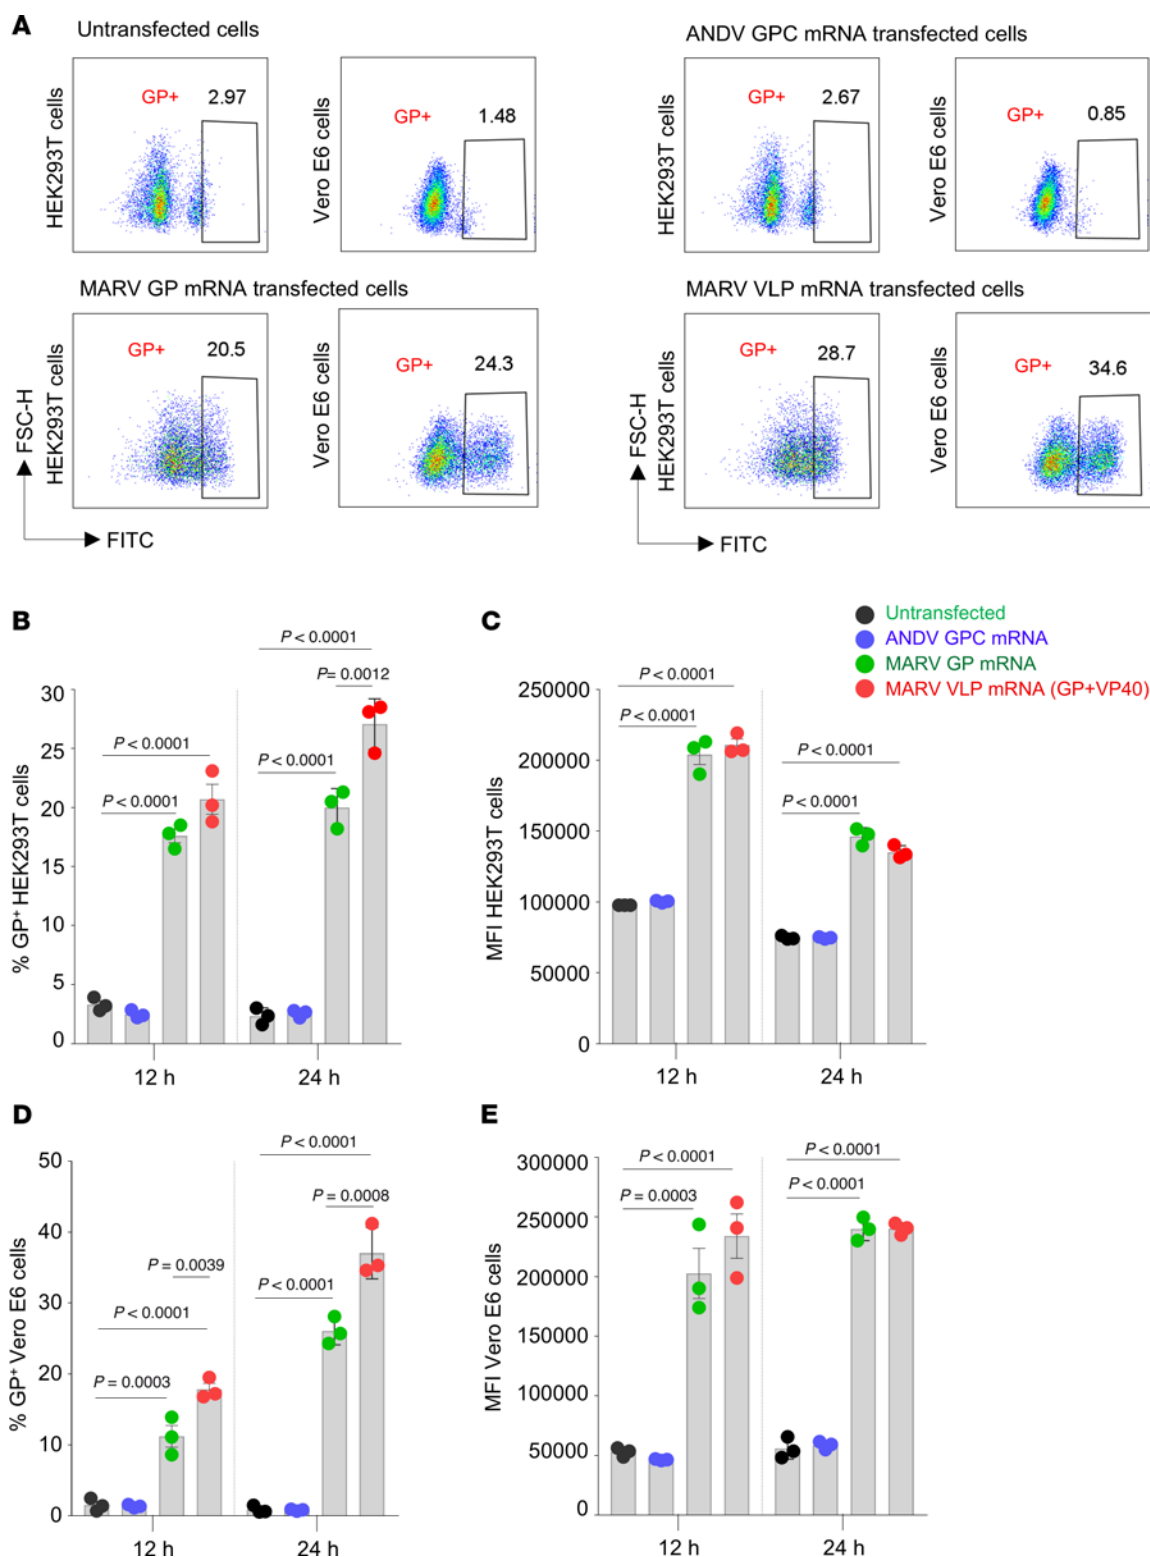 A
Untransfected cells
ANDV GPC mRNA transfected cells
HEK293T cells
GP+ 2.97
Vero E6 cells
GP+ 1.48
HEK293T cells
GP+ 2.67
Vero E6 cells
GP+ 0.85
MARV GP mRNA transfected cells
MARV VLP mRNA transfected cells
FSC-H
HEK293T cells
GP+ 20.5
Vero E6 cells
GP+ 24.3
FITC
FSC-H
HEK293T cells
GP+ 28.7
Vero E6 cells
GP+ 34.6
FITC
B
% GP+ HEK293T cells
30
25
20
15
10
5
0
P < 0.0001
P < 0.0001
P < 0.0001
P = 0.0012
P < 0.0001
12 h
24 h
C
Untransfected
ANDV GPC mRNA
MARV GP mRNA
MARV VLP mRNA (GP+VP40)
MFI HEK293T cells
250000
200000
150000
100000
50000
0
P < 0.0001
P < 0.0001
P < 0.0001
P < 0.0001
12 h
24 h
D
% GP+ Vero E6 cells
50
40
30
20
10
0
P = 0.0039
P < 0.0001
P = 0.0003
P < 0.0001
P = 0.0008
P < 0.0001
12 h
24 h
E
MFI Vero E6 cells
300000
250000
200000
150000
100000
50000
0
P < 0.0001
P = 0.0003
P < 0.0001
P < 0.0001
12 h
24 h